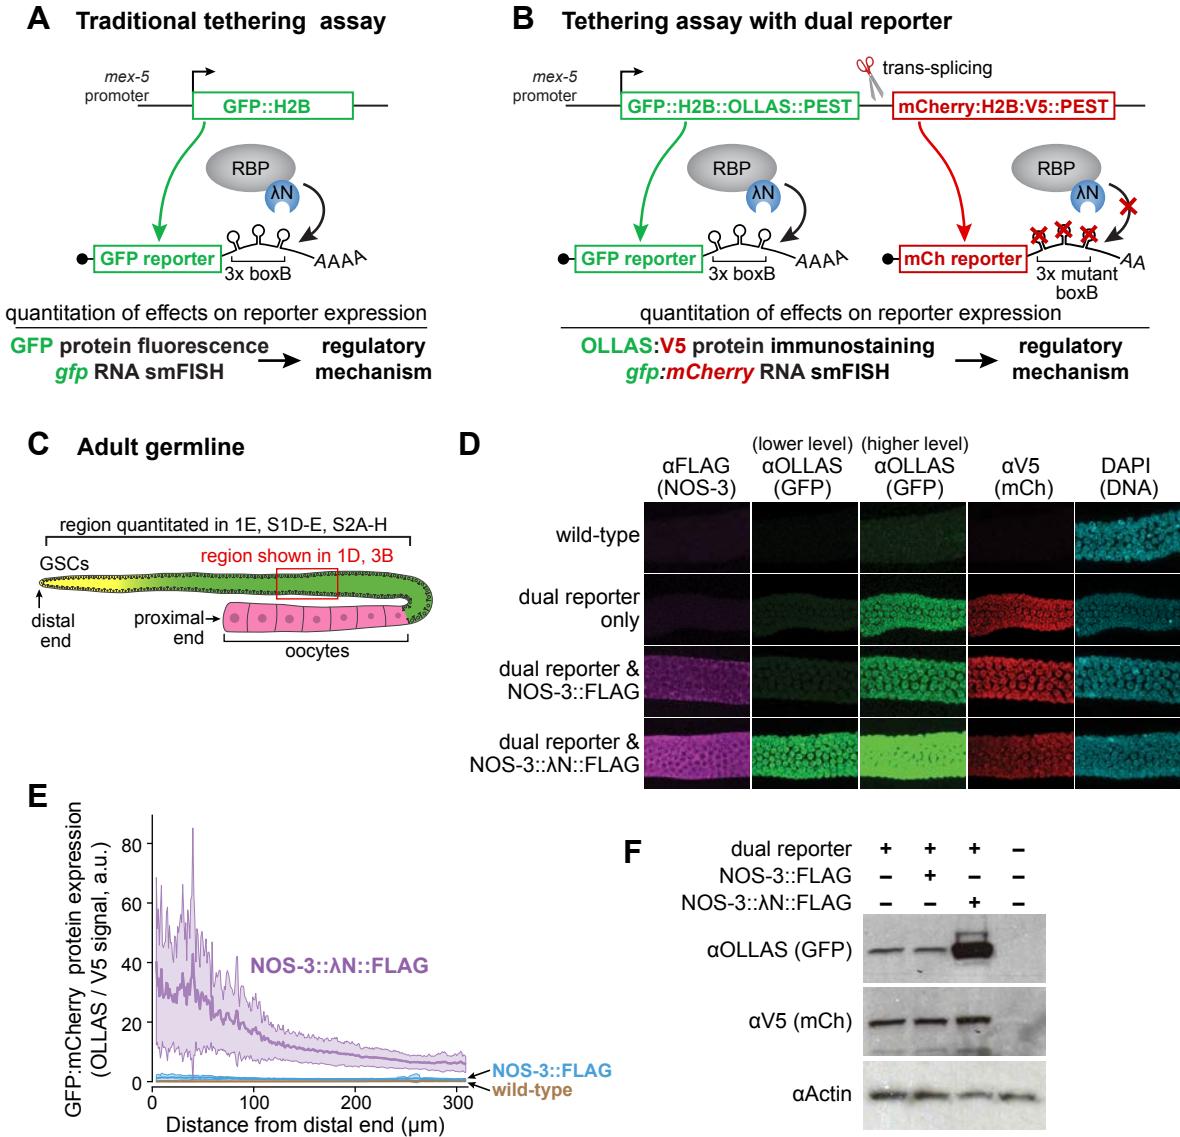 A Traditional tethering assay
mex-5
promoter
GFP::H2B
RBP
λN
GFP reporter
3x boxB
AAAA
quantitation of effects on reporter expression
GFP protein fluorescence
gfp RNA smFISH
regulatory
mechanism
B Tethering assay with dual reporter
mex-5
promoter
trans-splicing
GFP::H2B::OLLAS::PEST
mCherry:H2B:V5::PEST
RBP
λN
RBP
λN
GFP reporter
3x boxB
AAAA
mCh reporter
3x mutant
boxB
AA
quantitation of effects on reporter expression
OLLAS:V5 protein immunostaining
gfp:mCherry RNA smFISH
regulatory
mechanism
C Adult germline
region quantitated in 1E, S1D-E, S2A-H
GSCs
region shown in 1D, 3B
distal
end
proximal
end
oocytes
D
αFLAG
(NOS-3)
(lower level)
αOLLAS
(GFP)
(higher level)
αOLLAS
(GFP)
αV5
(mCh)
DAPI
(DNA)
wild-type
dual reporter
only
dual reporter &
NOS-3::FLAG
dual reporter &
NOS-3::λN::FLAG
E
GFP:mCherry protein expression
(OLLAS / V5 signal, a.u.)
80
60
40
20
0
NOS-3::λN::FLAG
NOS-3::FLAG
wild-type
0 100 200 300
Distance from distal end (μm)
F
dual reporter + + + –
NOS-3::FLAG – + – –
NOS-3::λN::FLAG – – + –
αOLLAS (GFP)
αV5 (mCh)
αActin